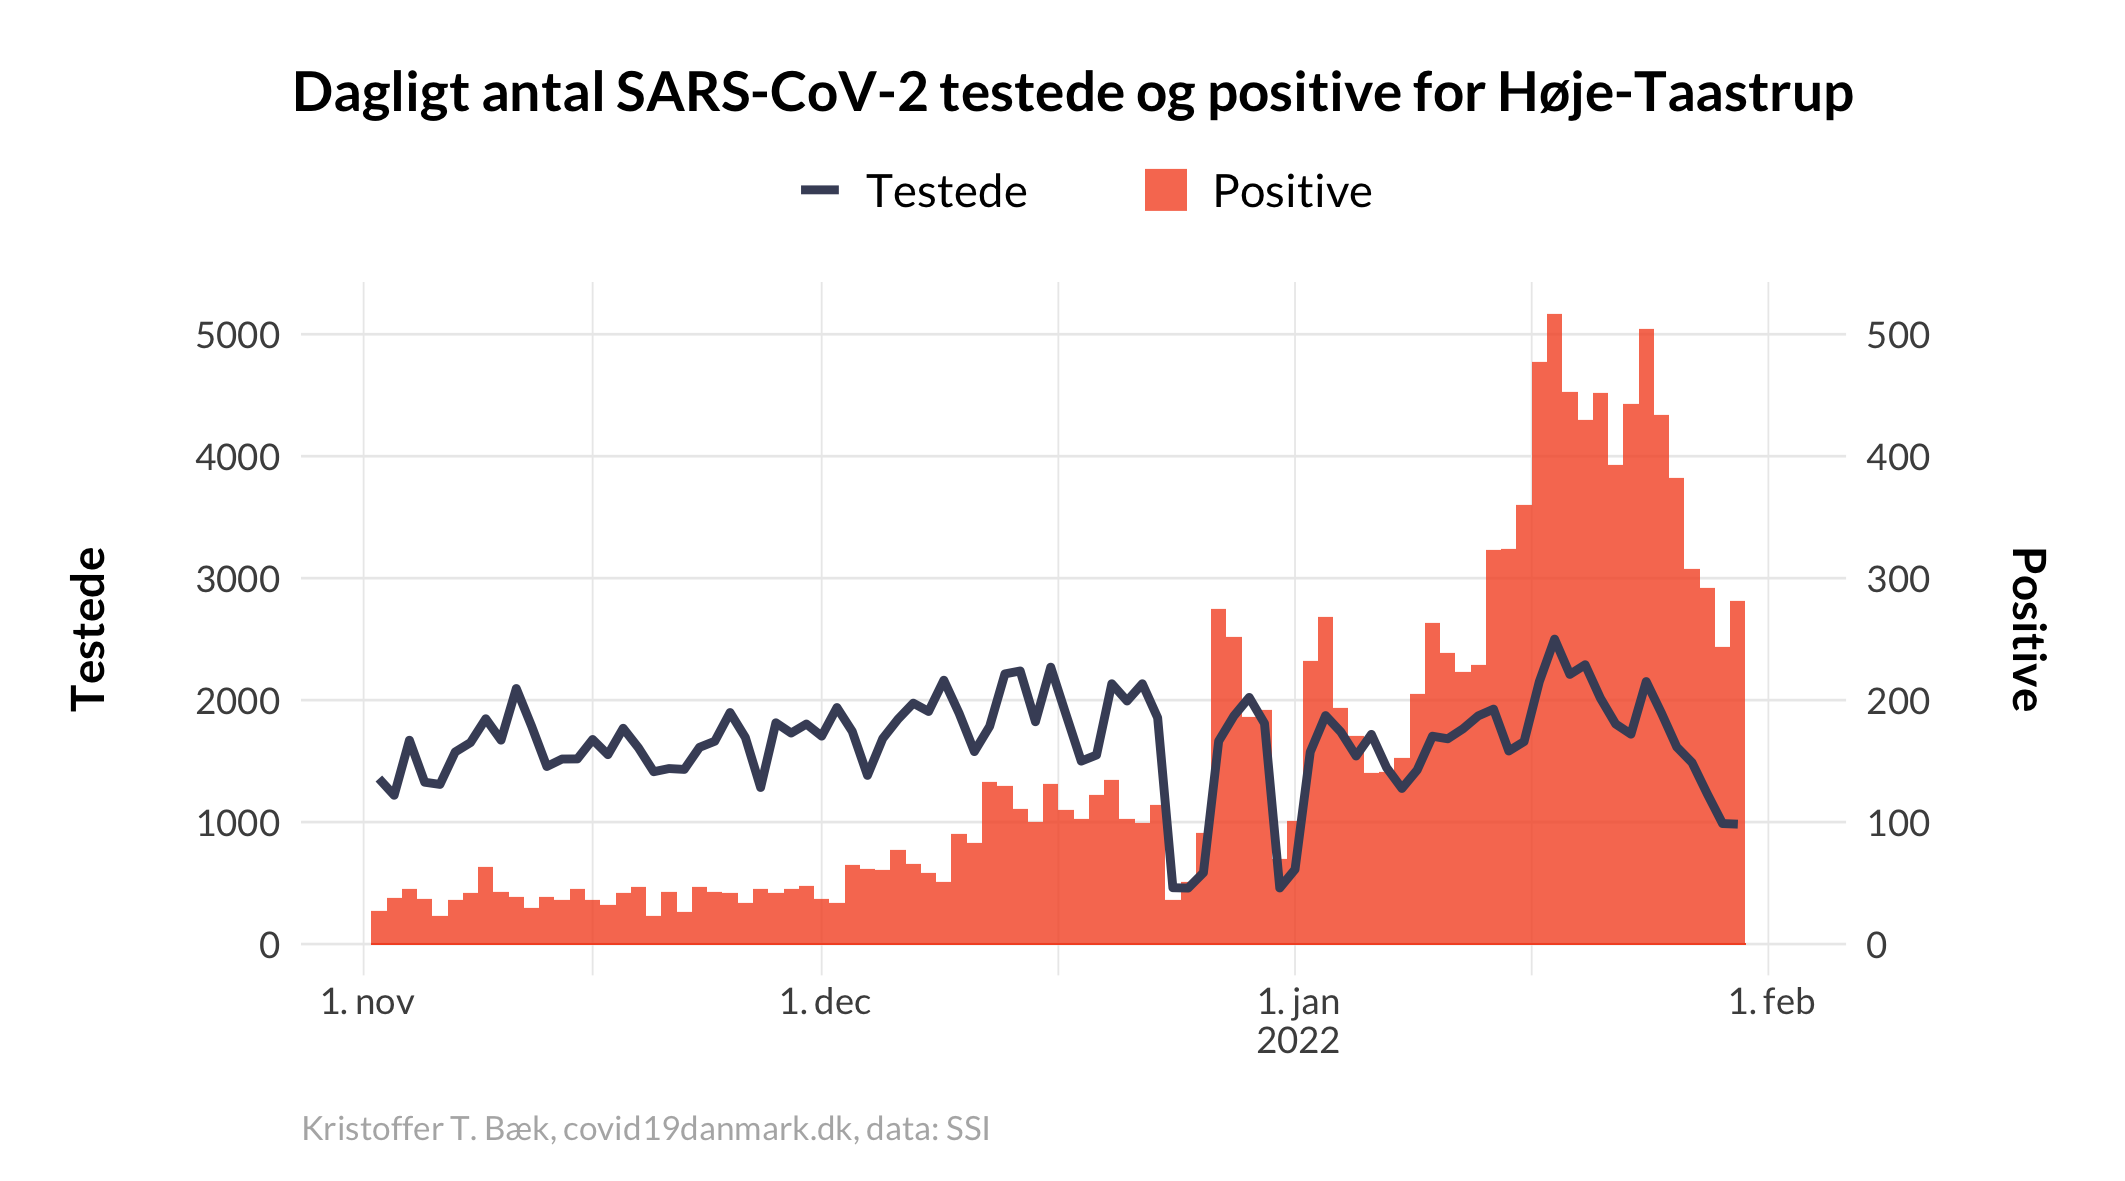 Dagligt antal SARS-CoV-2 testede og positive for Høje-Taastrup
Testede
Positive
5000
4000
3000
2000
1000
0
Testede
500
400
300
200
100
0
Positive
1. nov
1. dec
1. jan
2022
1. feb
Kristoffer T. Bæk, covid19danmark.dk, data: SSI